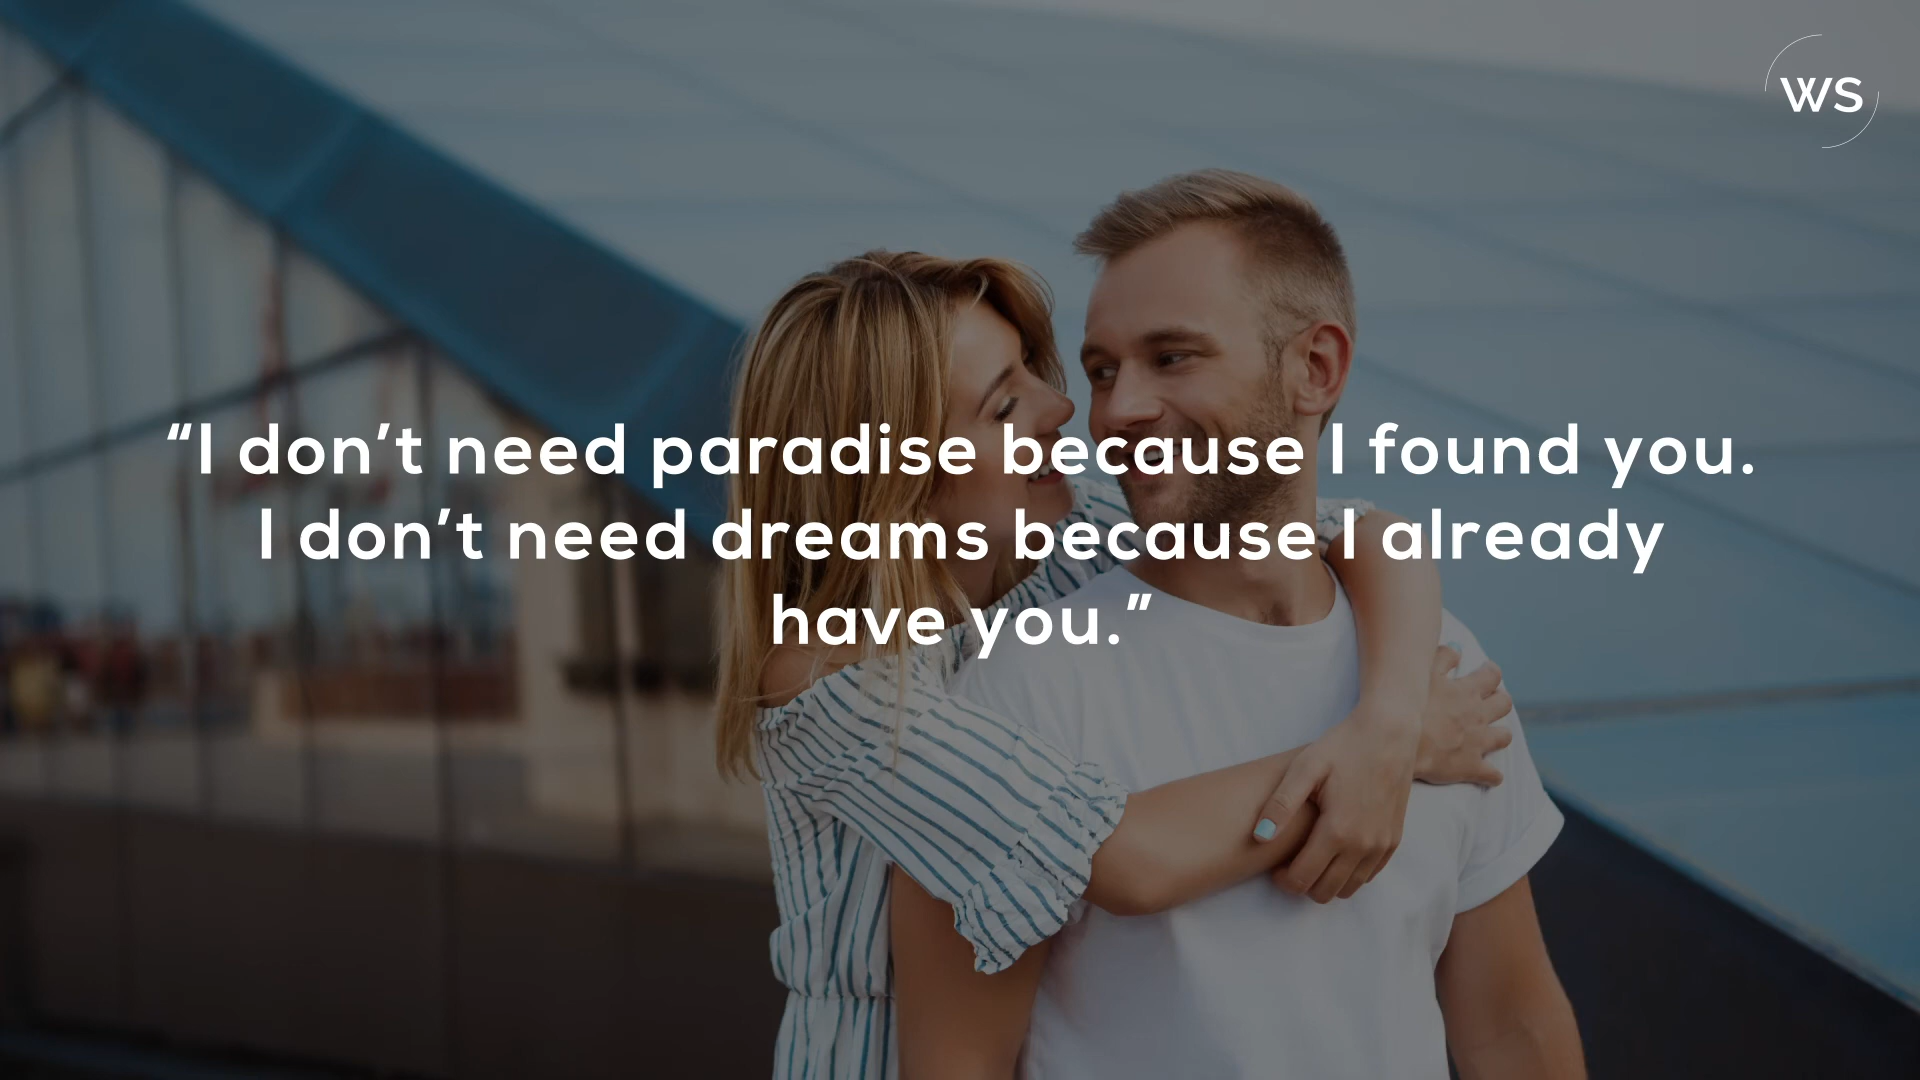 WS
“I don’t need paradise because I found you.
I don’t need dreams because I already
have you.”